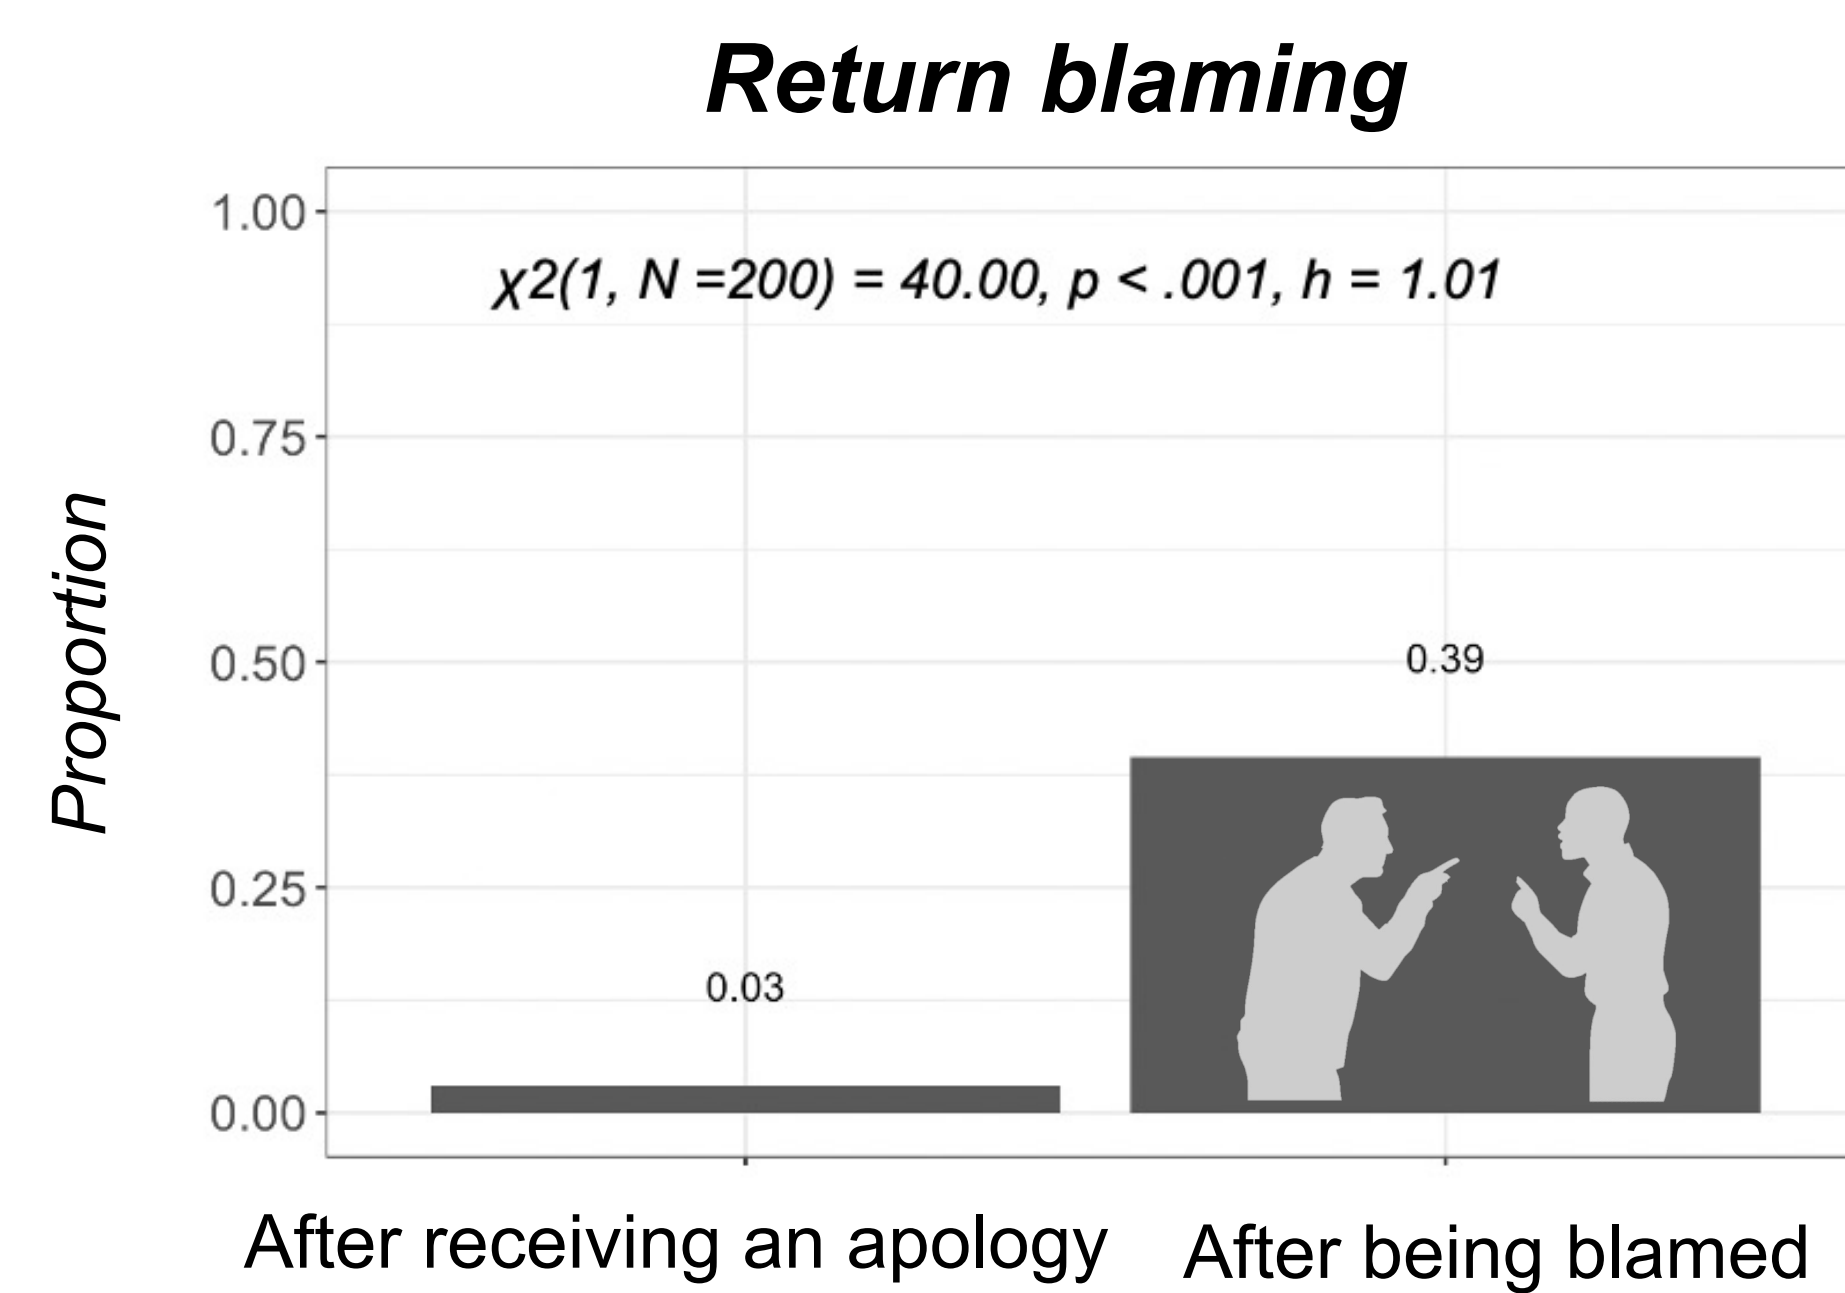 Return blaming
χ2(1, N =200) = 40.00, p < .001, h = 1.01
Proportion
1.00
0.75
0.50
0.25
0.00
0.39
0.03
After receiving an apology
After being blamed